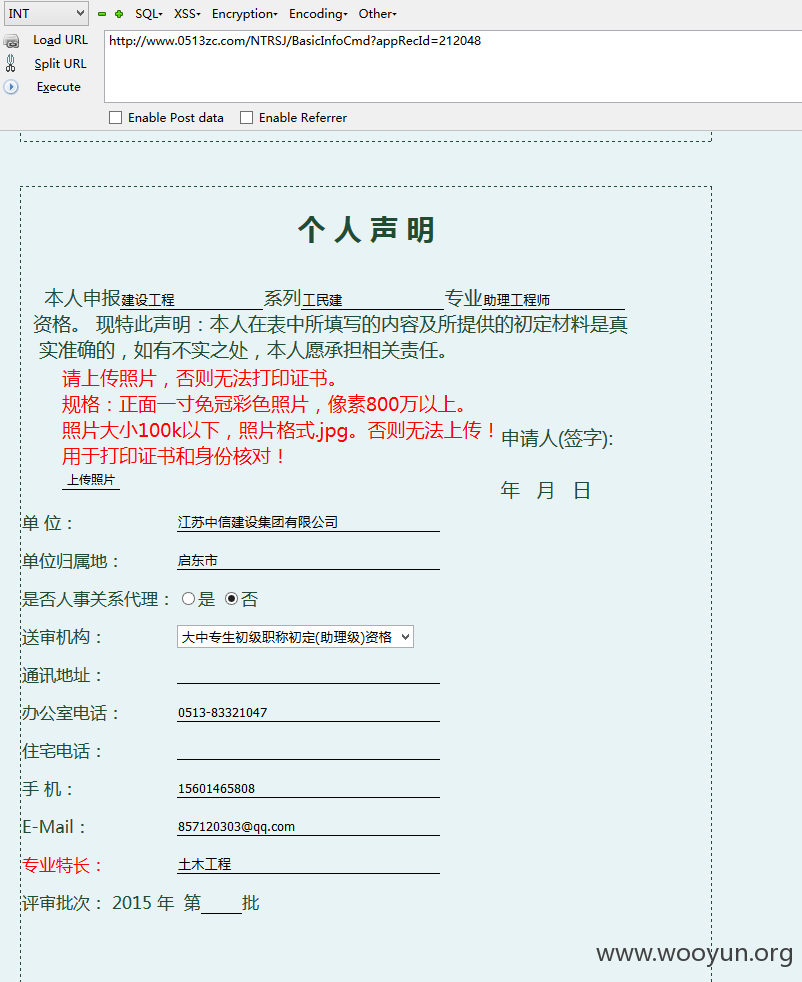 INT SQL XSS Encryption Encoding Other
Load URL http://www.0513zc.com/NTRSJ/BasicInfoCmd?appRecId=212048
Split URL
Execute
Enable Post data Enable Referrer
个人声明
本人申报建设工程 系列工民建 专业助理工程师
资格。 现特此声明：本人在表中所填写的内容及所提供的初定材料是真
实准确的，如有不实之处，本人愿承担相关责任。
请上传照片，否则无法打印证书。
规格：正面一寸免冠彩色照片，像素800万以上。
照片大小100k以下，照片格式.jpg。否则无法上传！
用于打印证书和身份核对！
上传照片
申请人(签字):
年 月 日
单 位： 江苏中信建设集团有限公司
单位归属地： 启东市
是否人事关系代理： 是 否
送审机构： 大中专生初级职称初定(助理级)资格
通讯地址：
办公室电话： 0513-83321047
住宅电话：
手 机： 15601465808
E-Mail： 857120303@qq.com
专业特长： 土木工程
评审批次： 2015 年 第____批
www.wooyun.org